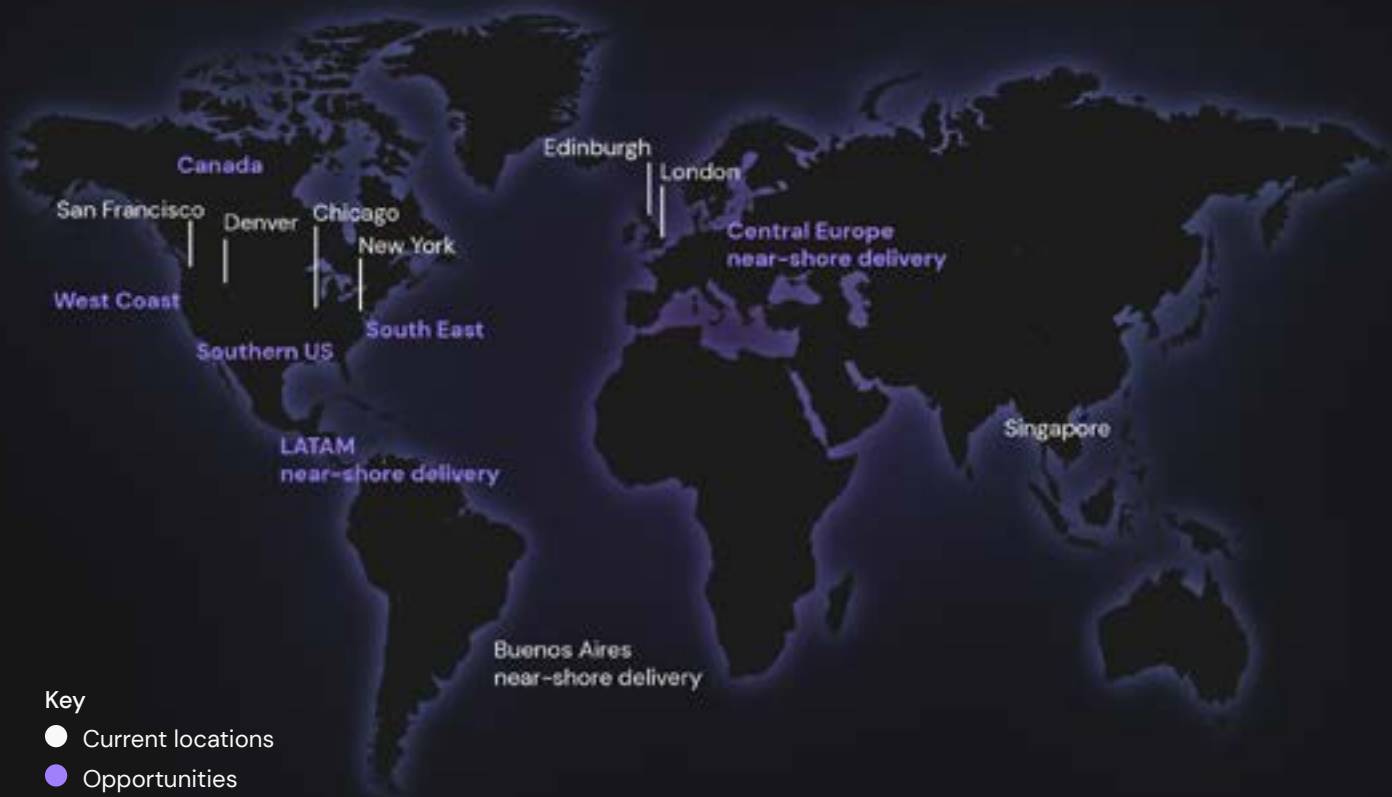 Edinburgh
London
Canada
San Francisco
Denver
Chicago
New York
Central Europe
near-shore delivery
West Coast
South East
Southern US
Singapore
LATAM
near-shore delivery
Buenos Aires
near-shore delivery
Key
Current locations
Opportunities